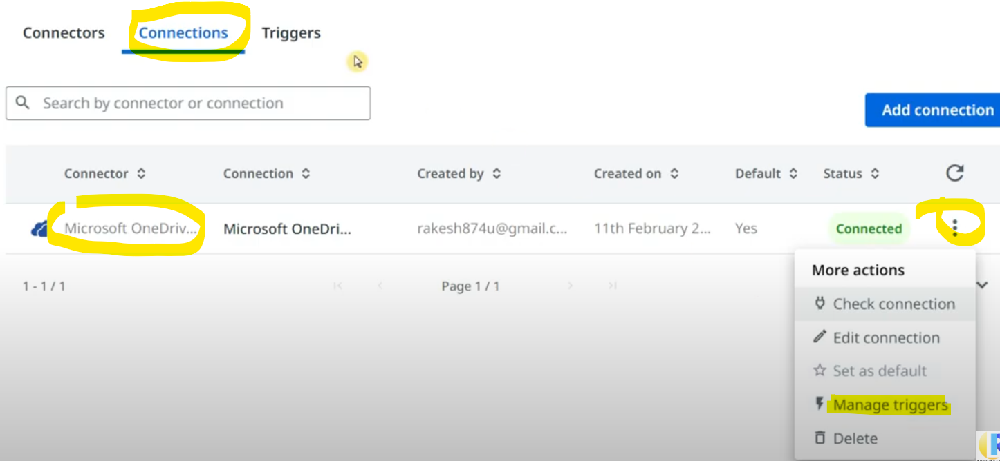 Connectors Connections Triggers
Search by connector or connection
Add connection
Connector Connection Created by Created on Default Status
Microsoft OneDriv... Microsoft OneDri... rakesh874u@gmail.c... 11th February 2... Yes Connected
1 - 1 / 1 Page 1 / 1
More actions
Check connection
Edit connection
Set as default
Manage triggers
Delete